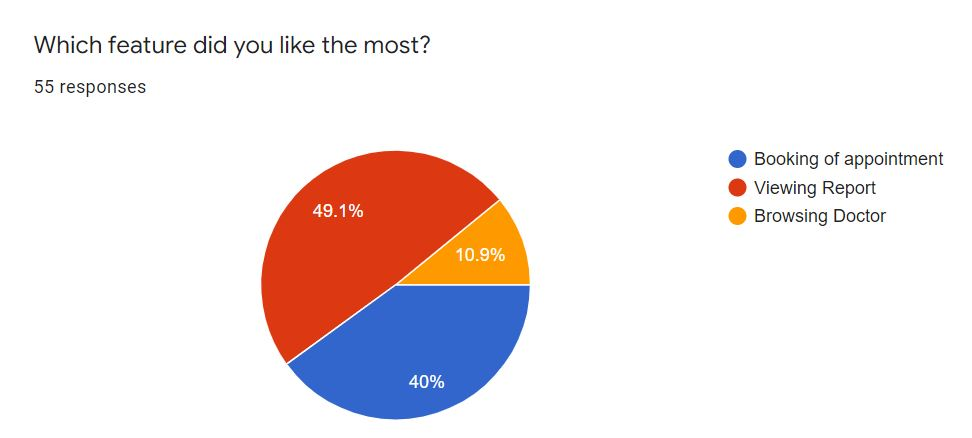 Which feature did you like the most?
55 responses
Booking of appointment
Viewing Report
Browsing Doctor
49.1%
10.9%
40%